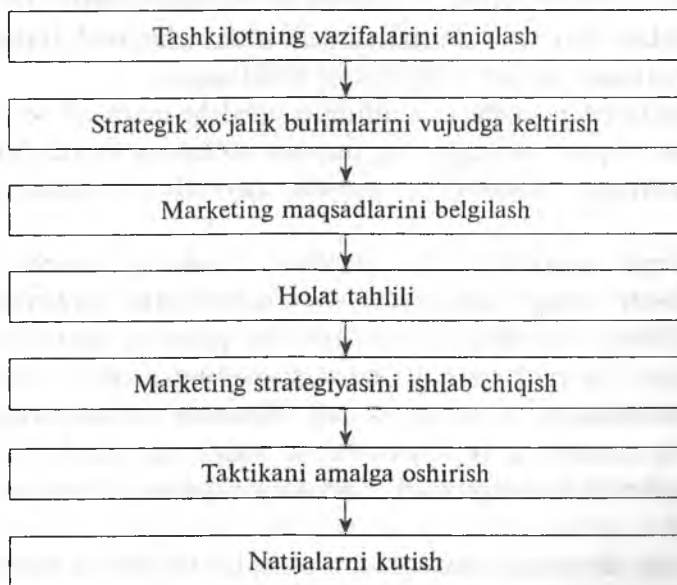 Tashkilotning vazifalarini aniqlash
Strategik xo‘jalik bulimlarini vujudga keltirish
Marketing maqsadlarini belgilash
Holat tahlili
Marketing strategiyasini ishlab chiqish
Taktikani amalga oshirish
Natijalarni kutish